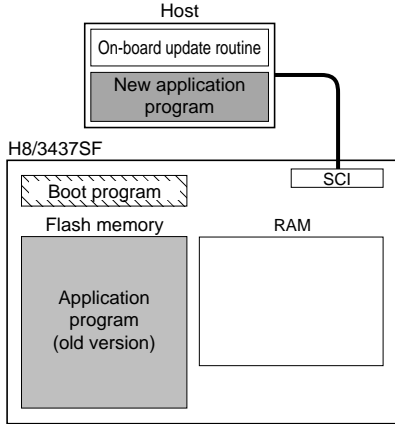 Host
On-board update routine
New application
program
H8/3437SF
SCI
Boot program
Flash memory
RAM
Application
program
(old version)